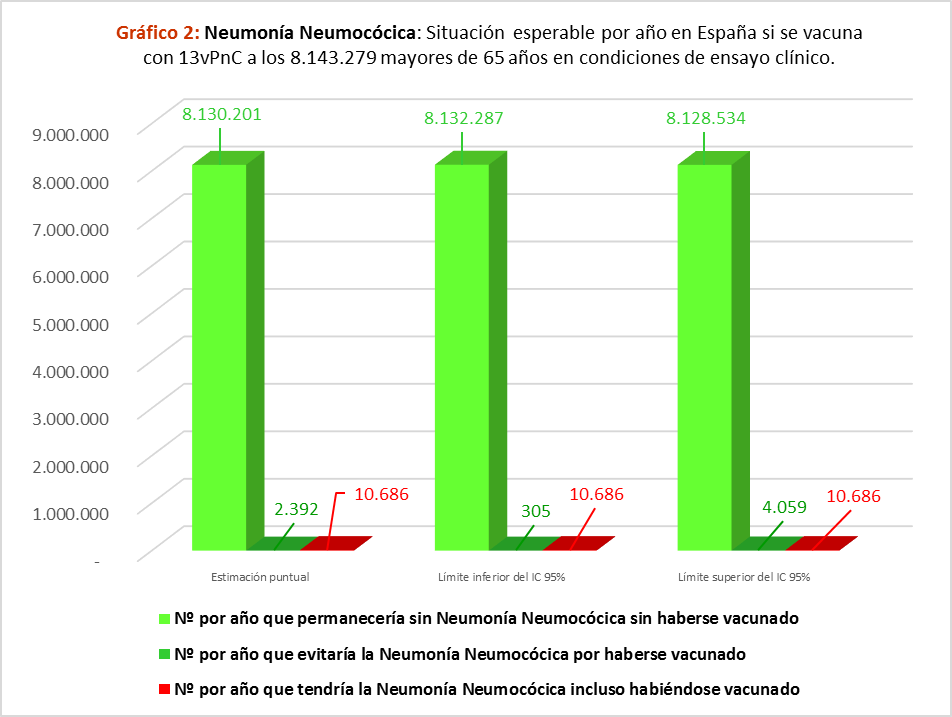 Gráfico 2: Neumonía Neumocócica: Situación esperable por año en España si se vacuna
con 13vPnC a los 8.143.279 mayores de 65 años en condiciones de ensayo clínico.
8.130.201
8.132.287
8.128.534
9.000.000
8.000.000
7.000.000
6.000.000
5.000.000
4.000.000
3.000.000
2.000.000
1.000.000
-
2.392
10.686
305
10.686
4.059
10.686
Estimación puntual
Límite inferior del IC 95%
Límite superior del IC 95%
Nº por año que permanecería sin Neumonía Neumocócica sin haberse vacunado
Nº por año que evitaría la Neumonía Neumocócica por haberse vacunado
Nº por año que tendría la Neumonía Neumocócica incluso habiéndose vacunado